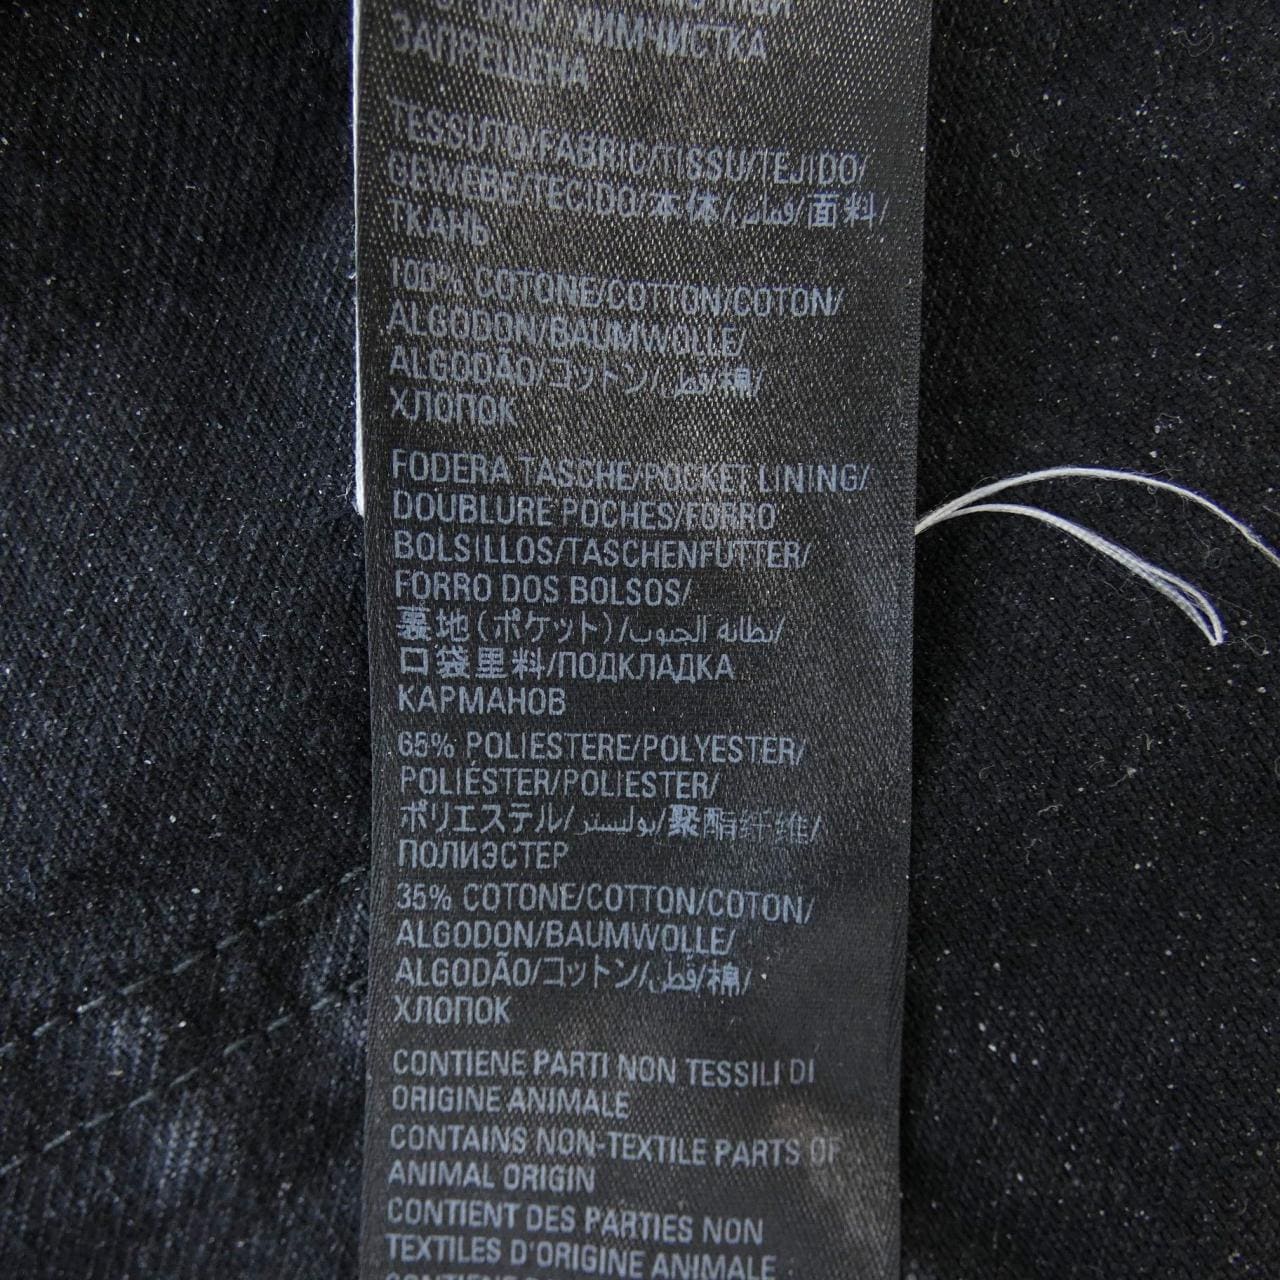 ХИМЧИСТКА
ЗАПРЕЩЕНА
TESSUTO/FABRIC/TISSU/TEJIDO/
GEWEBE/TECIDO/本体/قماش/面料/
ТКАНЬ
100% COTONE/COTTON/COTON/
ALGODON/BAUMWOLLE/
ALGODÃO/コットン/قطن/棉/
ХЛОПОК
FODERA TASCHE/POCKET LINING/
DOUBLURE POCHES/FORRO
BOLSILLOS/TASCHENFUTTER/
FORRO DOS BOLSOS/
裏地(ポケット)/بطانة الجيوب/
口袋里料/ПОДКЛАДКА
КАРМАНОВ
65% POLIESTERE/POLYESTER/
POLIÉSTER/POLIESTER/
ポリエステル/بوليستر/聚酯纤维/
ПОЛИЭСТЕР
35% COTONE/COTTON/COTON/
ALGODON/BAUMWOLLE/
ALGODÃO/コットン/قطن/棉/
ХЛОПОК
CONTIENE PARTI NON TESSILI DI
ORIGINE ANIMALE
CONTAINS NON-TEXTILE PARTS OF
ANIMAL ORIGIN
CONTIENT DES PARTIES NON
TEXTILES D'ORIGINE ANIMALE